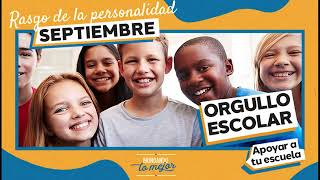 Rasgo de la personalidad
SEPTIEMBRE
ORGULLO
ESCOLAR
Apoyar a
tu escuela
lo mejor